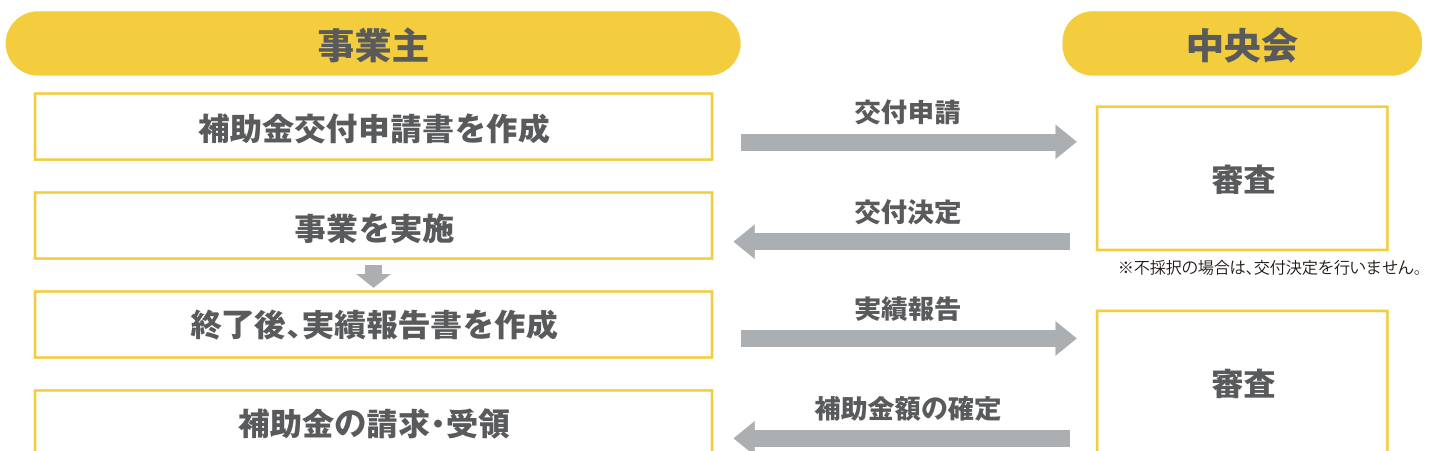 事業主
中央会
補助金交付申請書を作成
交付申請
審査
事業を実施
交付決定
※不採択の場合は、交付決定を行いません。
終了後、実績報告書を作成
実績報告
審査
補助金の請求・受領
補助金額の確定